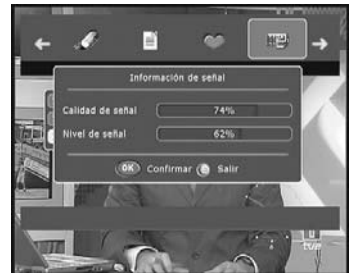 Información de señal
Calidad de señal 74%
Nivel de señal 62%
OK Confirmar Salir